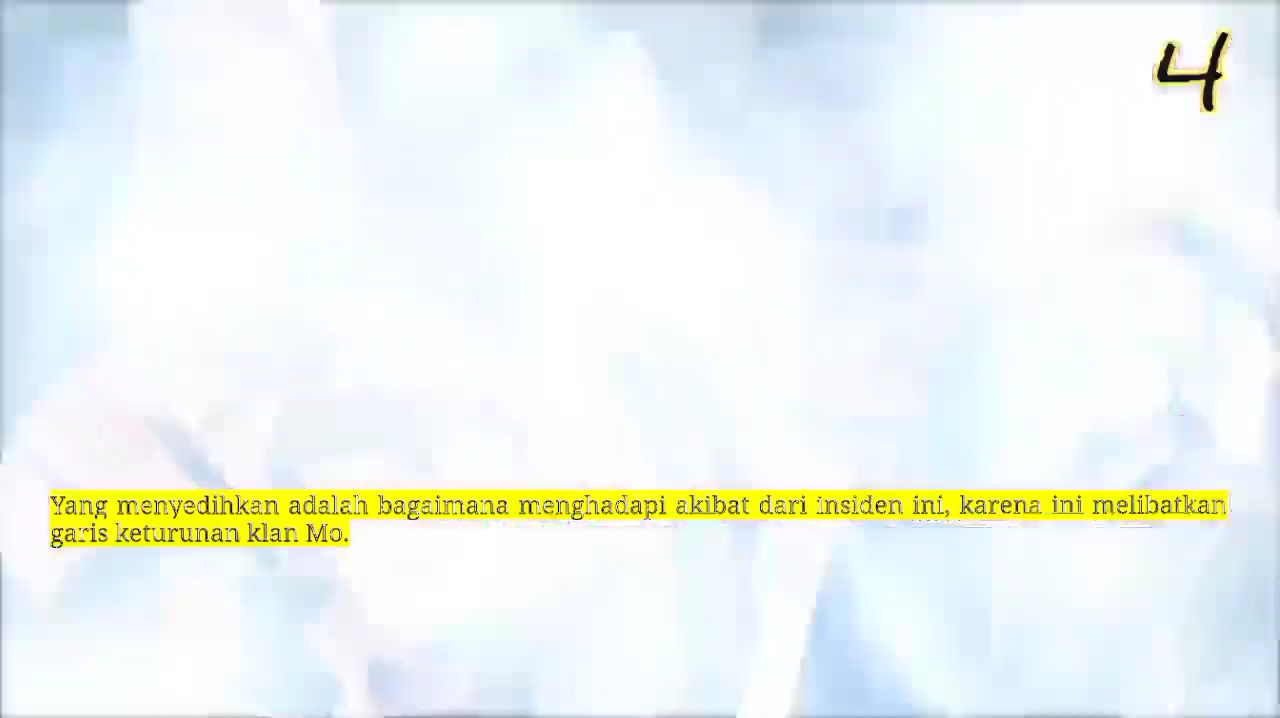 4
Yang menyedihkan adalah bagaimana menghadapi akibat dari insiden ini, karena ini melibatkan
garis keturunan klan Mo.